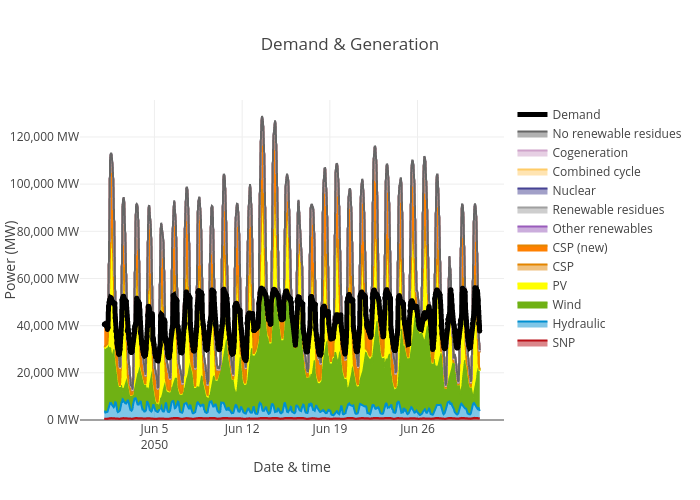 Demand & Generation
120,000 MW
100,000 MW
80,000 MW
60,000 MW
40,000 MW
20,000 MW
0 MW
Power (MW)
Jun 5
2050
Jun 12
Jun 19
Jun 26
Date & time
Demand
No renewable residues
Cogeneration
Combined cycle
Nuclear
Renewable residues
Other renewables
CSP (new)
CSP
PV
Wind
Hydraulic
SNP